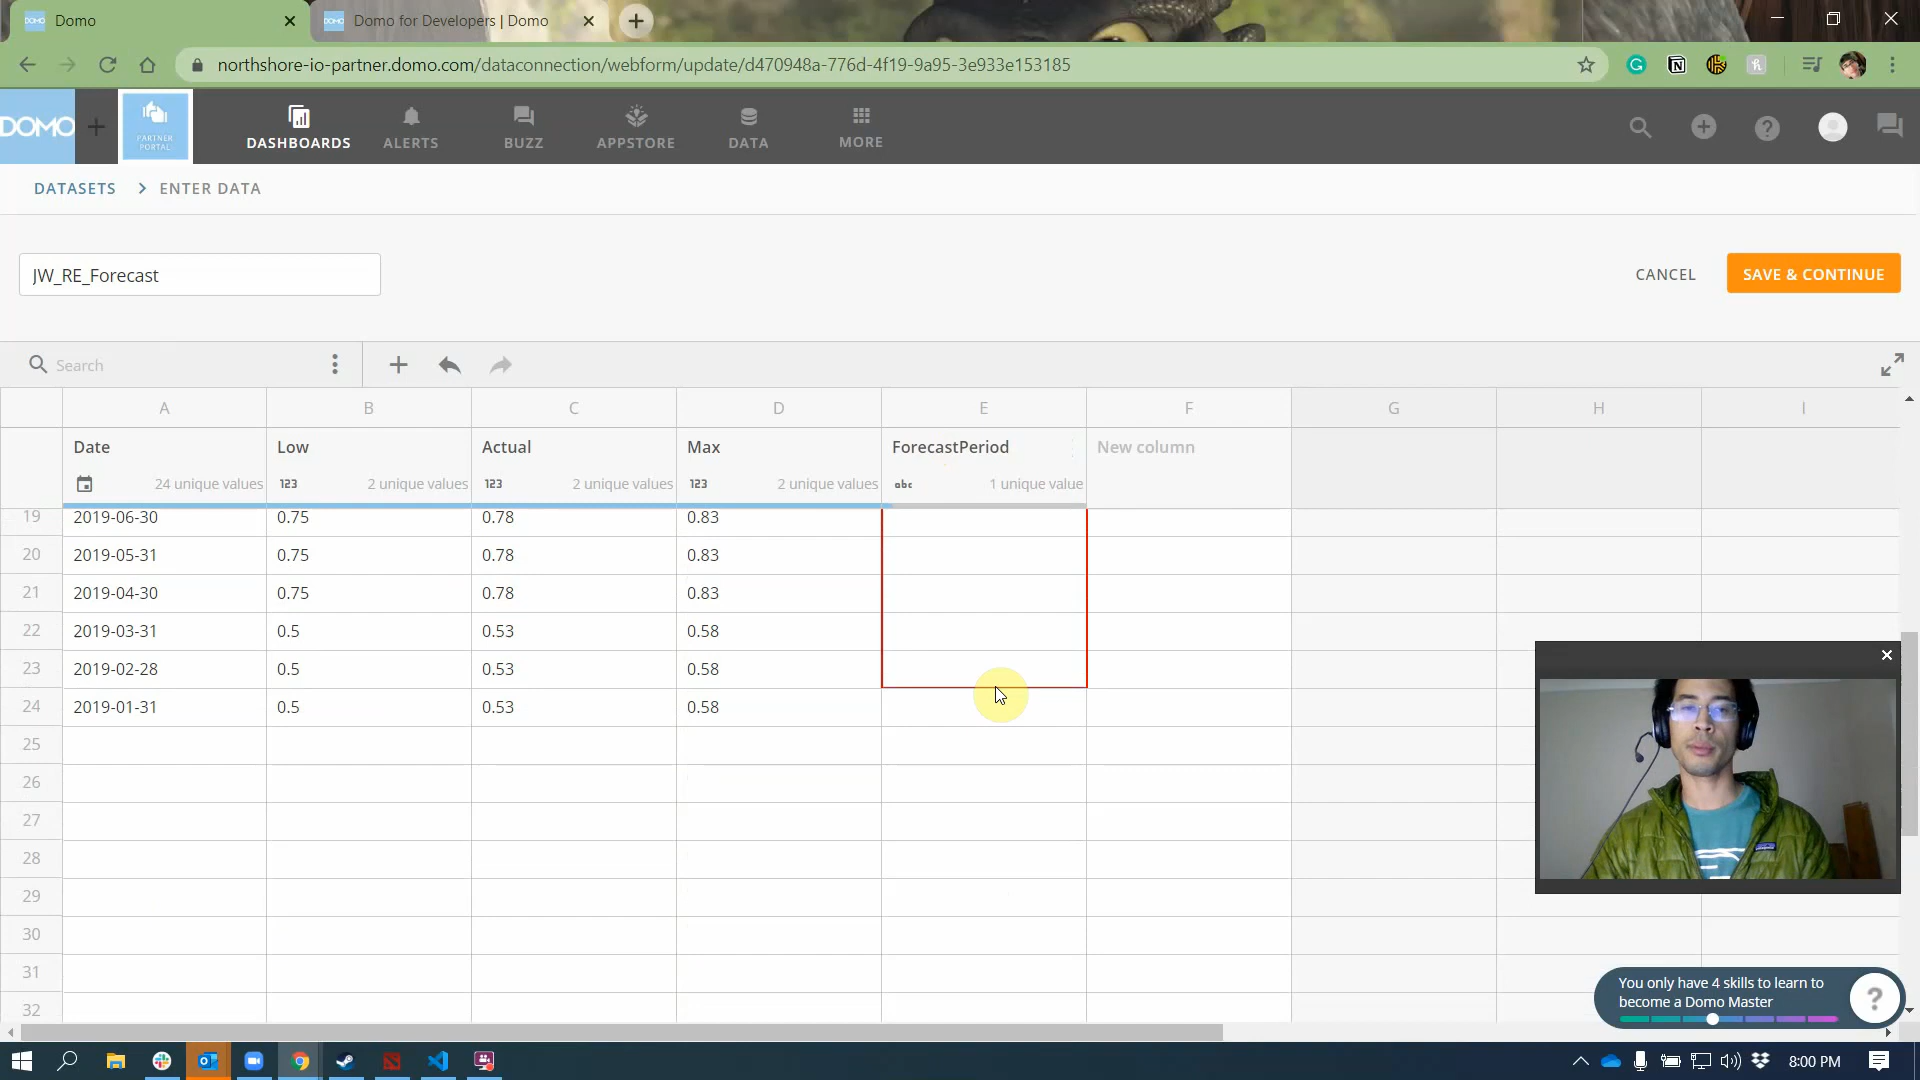 Domo
Domo for Developers | Domo
northshore-io-partner.domo.com/dataconnection/webform/update/d470948a-776d-4f19-9a95-3e933e153185
DOMO
PARTNER
PORTAL
DASHBOARDS
ALERTS
BUZZ
APPSTORE
DATA
MORE
DATASETS > ENTER DATA
JW_RE_Forecast
CANCEL
SAVE & CONTINUE
Search
A B C D E F G H I
Date Low Actual Max ForecastPeriod New column
24 unique values 123 2 unique values 123 2 unique values 123 2 unique values abc 1 unique value
19 2019-06-30 0.75 0.78 0.83
20 2019-05-31 0.75 0.78 0.83
21 2019-04-30 0.75 0.78 0.83
22 2019-03-31 0.5 0.53 0.58
23 2019-02-28 0.5 0.53 0.58
24 2019-01-31 0.5 0.53 0.58
25
26
27
28
29
30
31
32
You only have 4 skills to learn to
become a Domo Master
?
8:00 PM